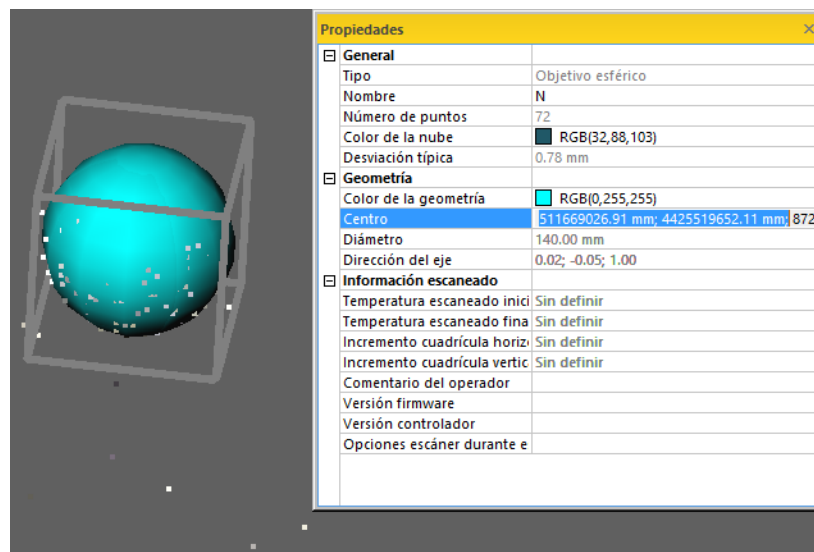 Propiedades
General
Tipo Objetivo esférico
Nombre N
Número de puntos 72
Color de la nube RGB(32,88,103)
Desviación típica 0.78 mm
Geometría
Color de la geometría RGB(0,255,255)
Centro 511669026.91 mm; 4425519652.11 mm; 872
Diámetro 140.00 mm
Dirección del eje 0.02; -0.05; 1.00
Información escaneado
Temperatura escaneado inici Sin definir
Temperatura escaneado fina Sin definir
Incremento cuadrícula horiz Sin definir
Incremento cuadrícula vertic Sin definir
Comentario del operador
Versión firmware
Versión controlador
Opciones escáner durante e